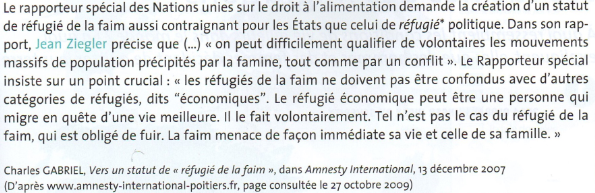 Le rapporteur spécial des Nations unies sur le droit à l'alimentation demande la création d'un statut
de réfugié de la faim aussi contraignant pour les États que celui de réfugié* politique. Dans son rap-
port, Jean Ziegler précise que (...) « on peut difficilement qualifier de volontaires les mouvements
massifs de population précipités par la famine, tout comme par un conflit ». Le Rapporteur spécial
insiste sur un point crucial : « les réfugiés de la faim ne doivent pas être confondus avec d'autres
catégories de réfugiés, dits "économiques". Le réfugié économique peut être une personne qui
migre en quête d'une vie meilleure. Il le fait volontairement. Tel n'est pas le cas du réfugié de la
faim, qui est obligé de fuir. La faim menace de façon immédiate sa vie et celle de sa famille. »
Charles GABRIEL, Vers un statut de « réfugié de la faim », dans Amnesty International, 13 décembre 2007
(D'après www.amnesty-international-poitiers.fr, page consultée le 27 octobre 2009)